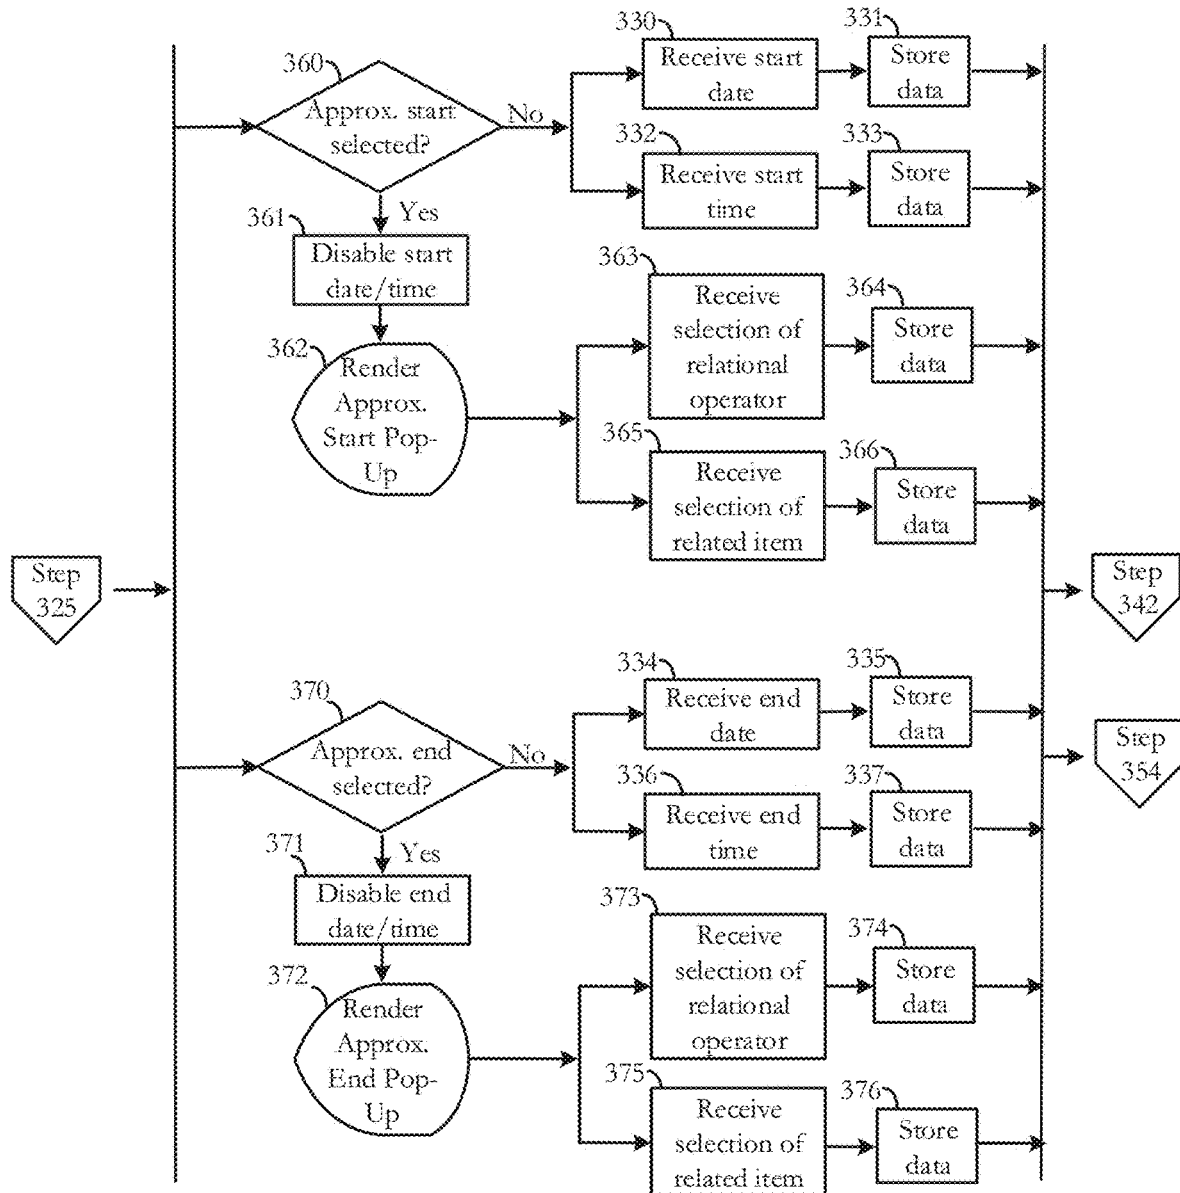 330
331
360
Receive start
date
Store
data
Approx. start
selected?
No
332
333
Receive start
time
Store
data
Yes
361
Disable start
date/time
363
364
Receive
selection of
relational
operator
Store
data
362
Render
Approx.
Start Pop-
Up
365
366
Receive
selection of
related item
Store
data
Step
325
Step
342
334
335
370
Receive end
date
Store
data
Approx. end
selected?
No
Step
354
336
337
Receive end
time
Store
data
Yes
371
Disable end
date/time
373
374
Receive
selection of
relational
operator
Store
data
372
Render
Approx.
End Pop-
Up
375
376
Receive
selection of
related item
Store
data